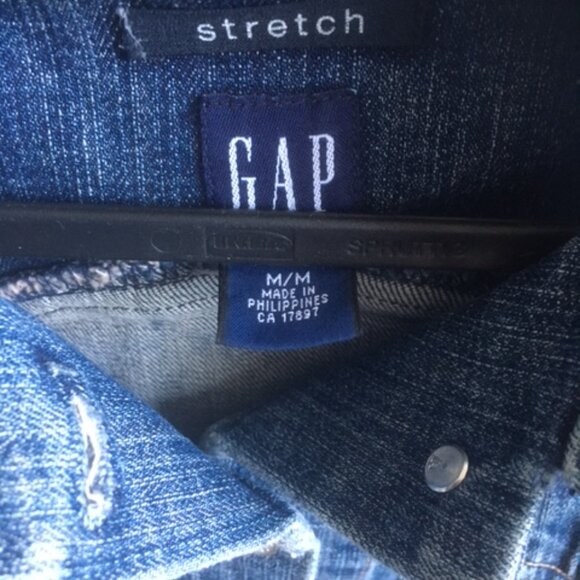 stretch
GAP
M/M
MADE IN
PHILIPPINES
CA 17897